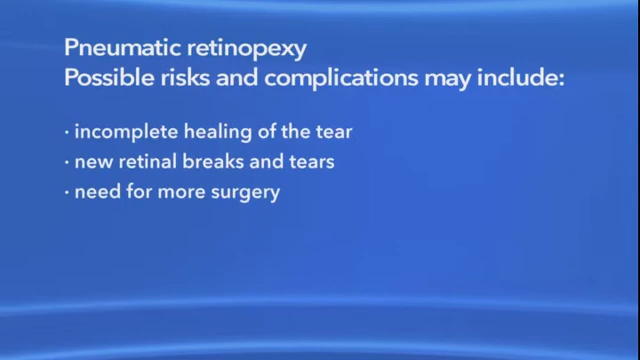 Pneumatic retinopexy
Possible risks and complications may include:
· incomplete healing of the tear
· new retinal breaks and tears
· need for more surgery